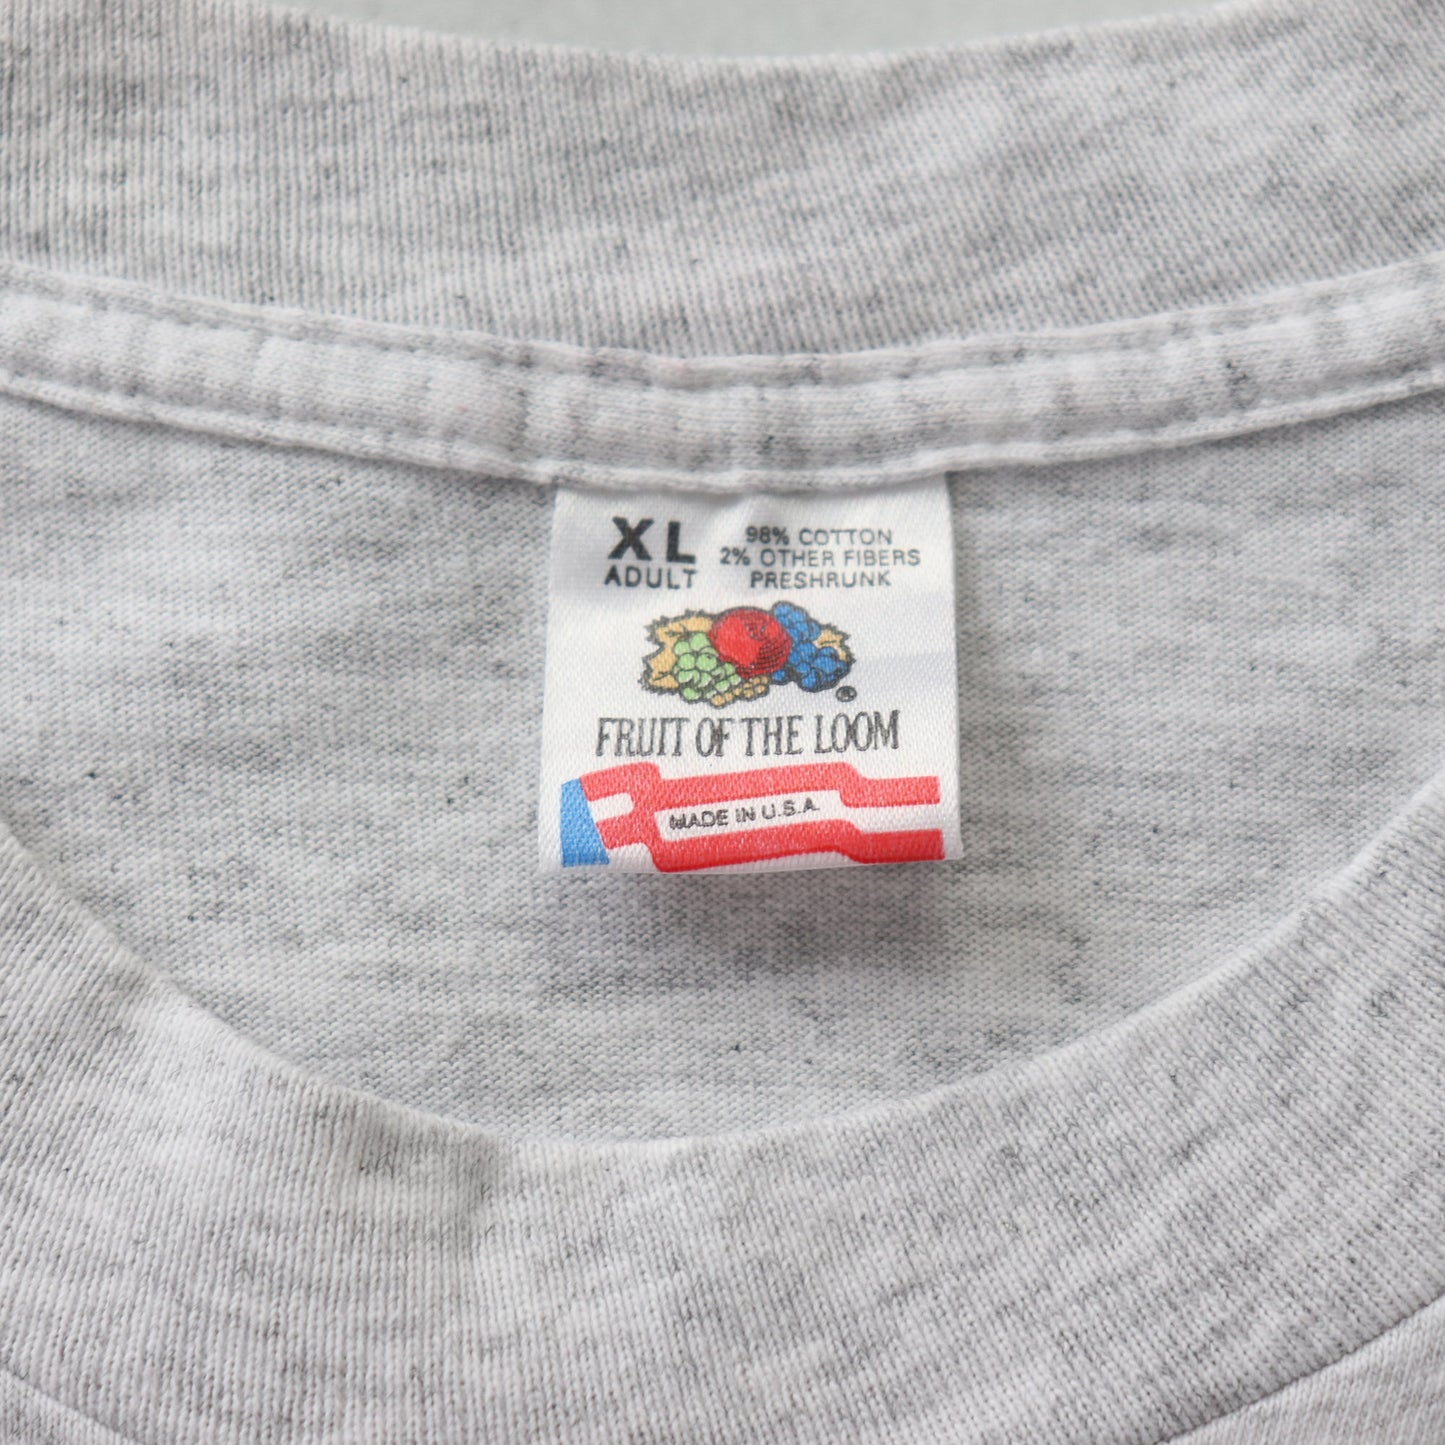 XL
ADULT
98% COTTON
2% OTHER FIBERS
PRESHRUNK
®
FRUIT OF THE LOOM
MADE IN U.S.A.